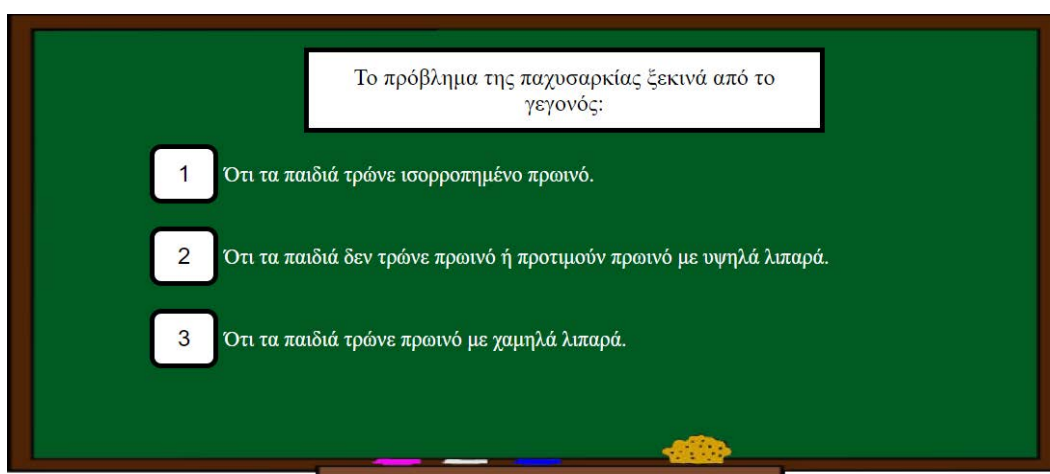 Το πρόβλημα της παχυσαρκίας ξεκινά από το
γεγονός:
1 Ότι τα παιδιά τρώνε ισορροπημένο πρωινό.
2 Ότι τα παιδιά δεν τρώνε πρωινό ή προτιμούν πρωινό με υψηλά λιπαρά.
3 Ότι τα παιδιά τρώνε πρωινό με χαμηλά λιπαρά.